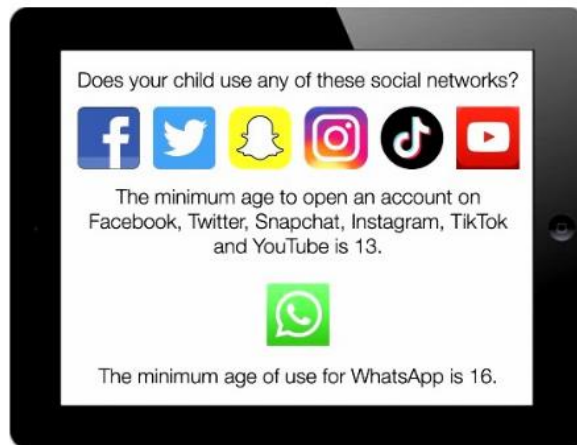 Does your child use any of these social networks?
The minimum age to open an account on
Facebook, Twitter, Snapchat, Instagram, TikTok
and YouTube is 13.
The minimum age of use for WhatsApp is 16.